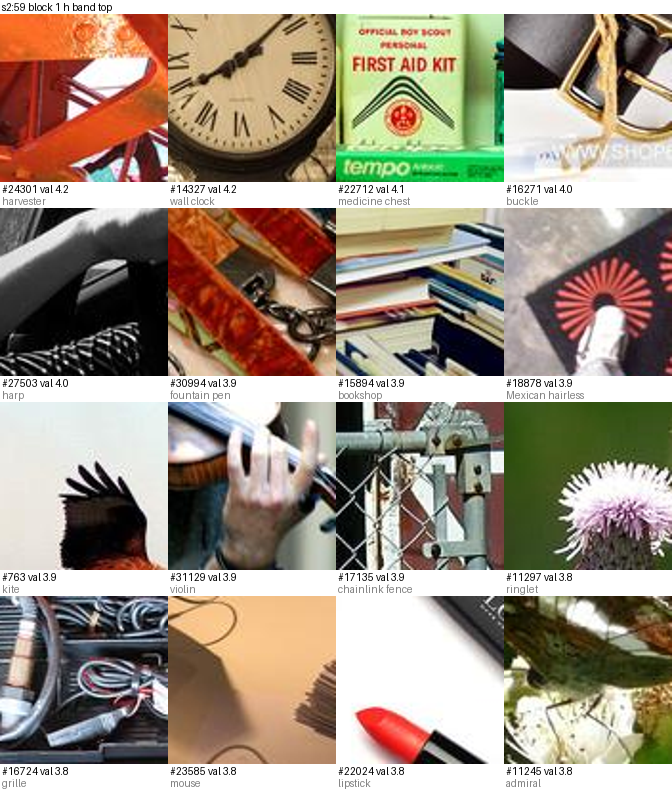 s2:59 block 1 h band top
OFFICIAL BOY SCOUT
PERSONAL
FIRST AID KIT
tempo
WWW.SHOPE
#24301 val 4.2
harvester
#14327 val 4.2
wall clock
#22712 val 4.1
medicine chest
#16271 val 4.0
buckle
#27503 val 4.0
harp
#30994 val 3.9
fountain pen
#15894 val 3.9
bookshop
#18878 val 3.9
Mexican hairless
#763 val 3.9
kite
#31129 val 3.9
violin
#17135 val 3.9
chainlink fence
#11297 val 3.8
ringlet
#16724 val 3.8
grille
#23585 val 3.8
mouse
#22024 val 3.8
lipstick
#11245 val 3.8
admiral